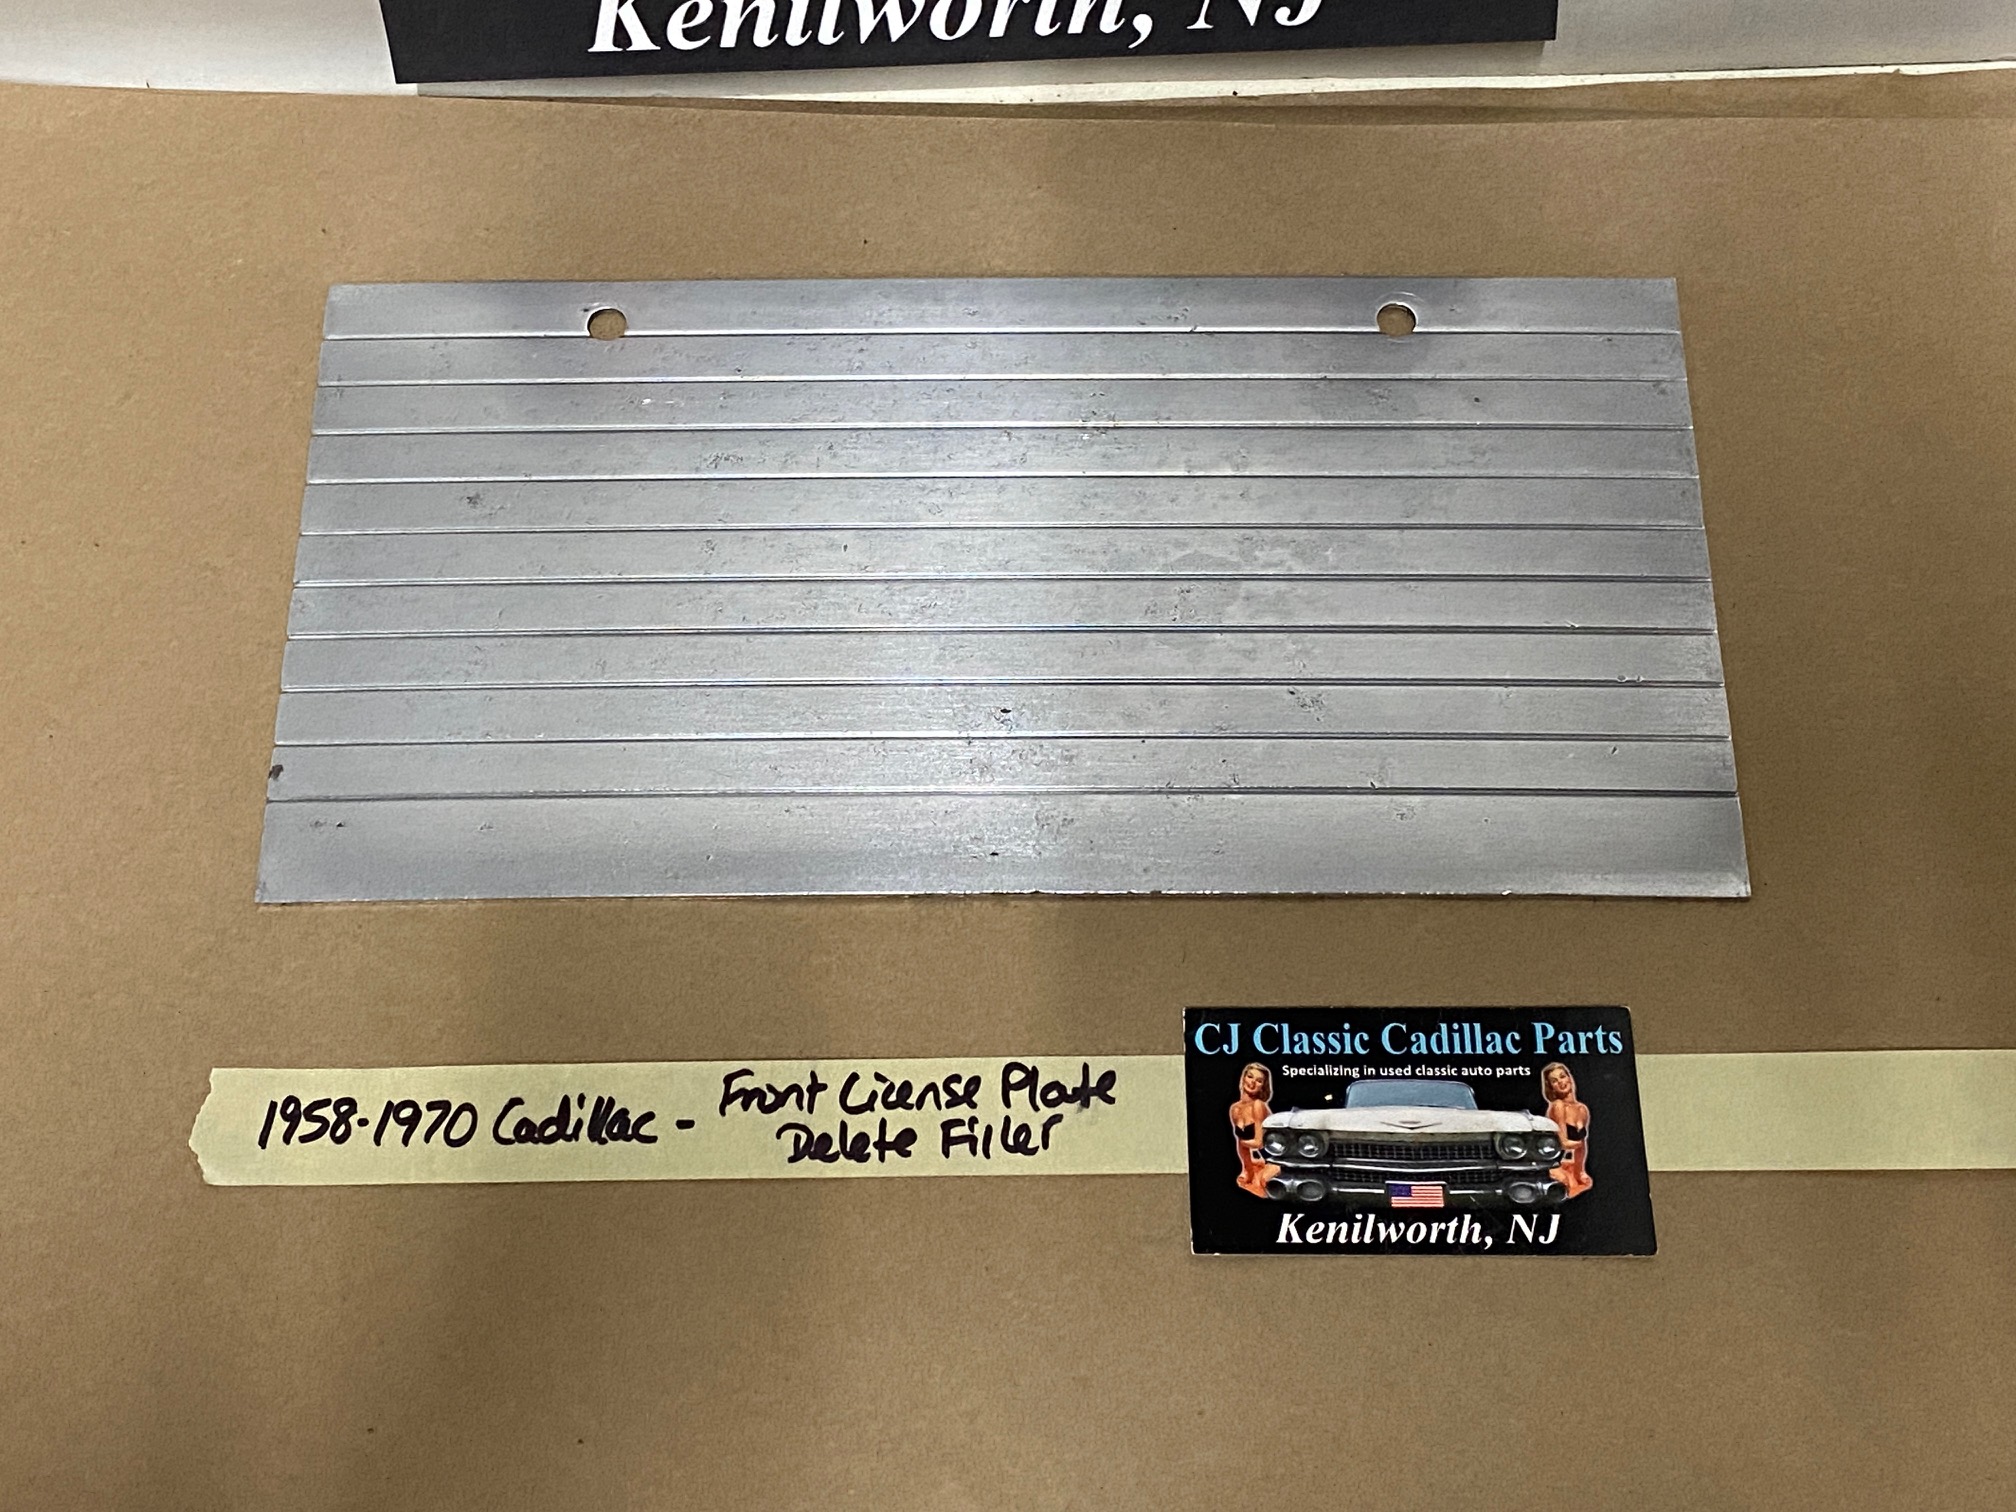 Kenilworth, NJ
1958-1970 Cadillac - Front License Plate
Delete Filler
CJ Classic Cadillac Parts
Specializing in used classic auto parts
Kenilworth, NJ